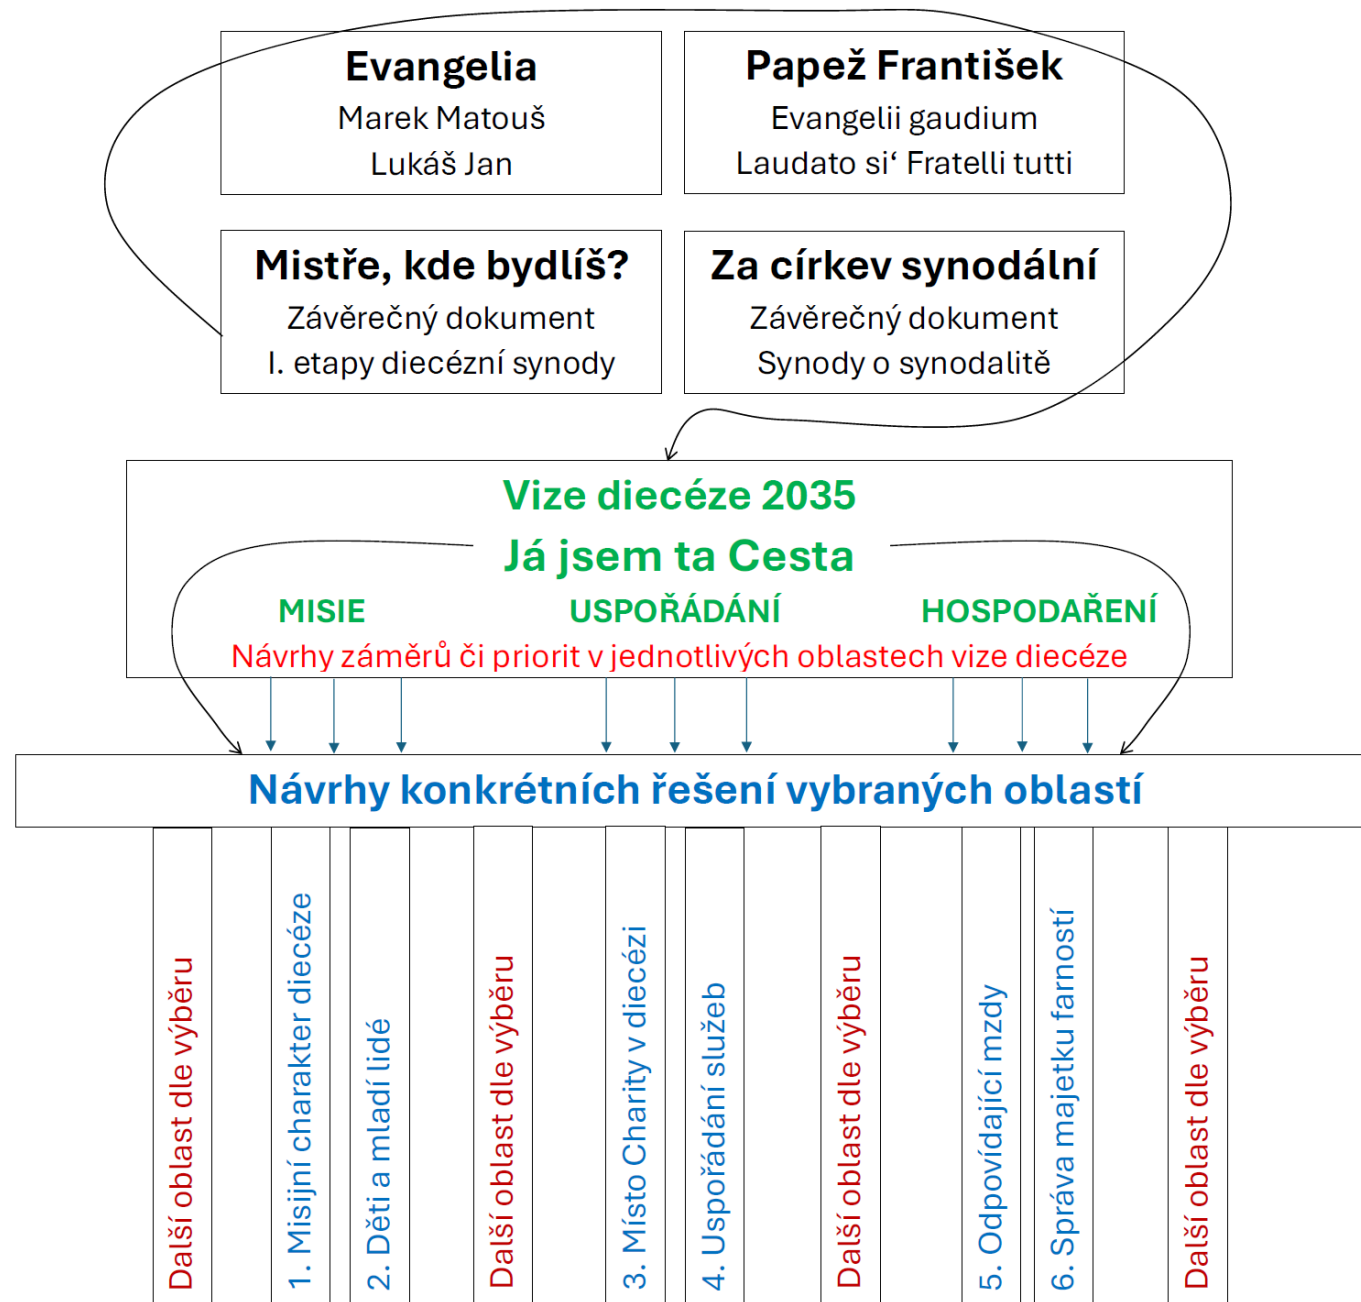 Evangelia
Marek Matouš
Lukáš Jan
Papež František
Evangelii gaudium
Laudato si‘ Fratelli tutti
Mistře, kde bydlíš?
Závěrečný dokument
I. etapy diecézní synody
Za církev synodální
Závěrečný dokument
Synody o synodalitě
Vize diecéze 2035
Já jsem ta Cesta
MISIE USPOŘÁDÁNÍ HOSPODAŘENÍ
Návrhy záměrů či priorit v jednotlivých oblastech vize diecéze
Návrhy konkrétních řešení vybraných oblastí
Další oblast dle výběru
1. Misijní charakter diecéze
2. Děti a mladí lidé
Další oblast dle výběru
3. Místo Charity v diecézi
4. Uspořádání služeb
Další oblast dle výběru
5. Odpovídající mzdy
6. Správa majetku farností
Další oblast dle výběru